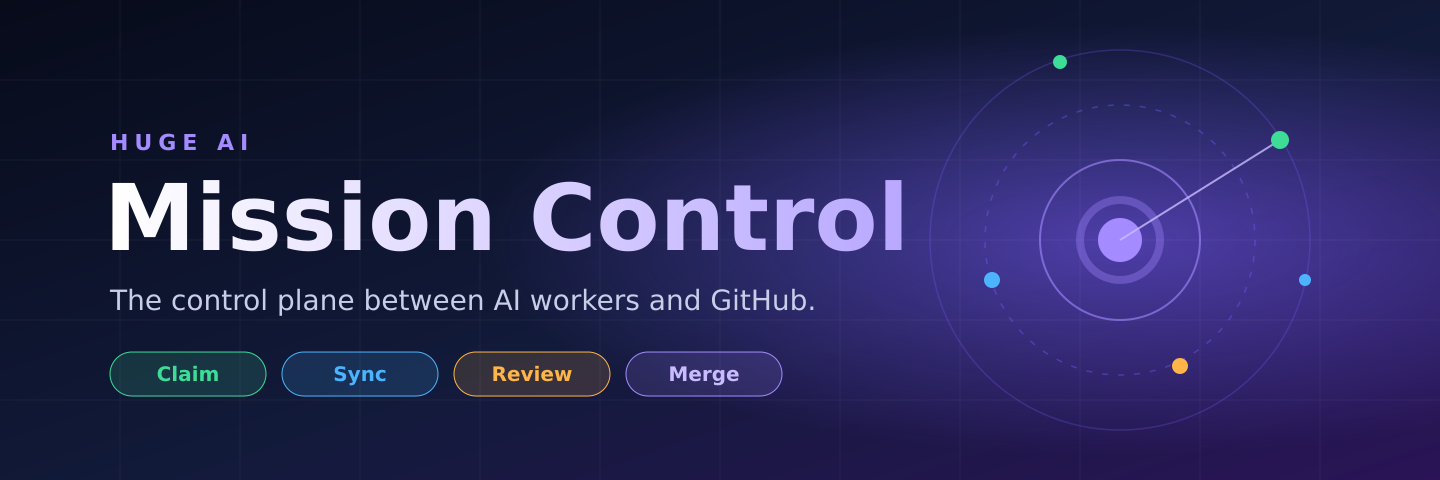 HUGE AI
Mission Control
The control plane between AI workers and GitHub.
Claim Sync Review Merge